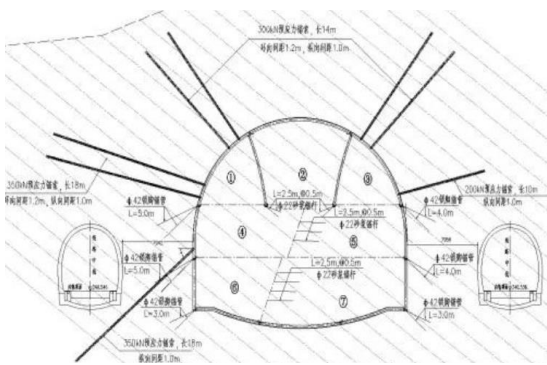 300kN预应力锚索，长14m
环向间距1.2m，纵向间距1.0m
350kN预应力锚索，长18m
环向间距1.2m，纵向间距1.0m
200kN预应力锚索，长10m
纵向间距1.0m
①
②
③
L=2.5m,@0.5m
φ22砂浆锚杆
L=3.5m,@0.5m
φ22砂浆锚杆
φ42锁脚锚管
L=5.0m
φ42锁脚锚管
L=4.0m
④
⑤
L=2.5m,@0.5m
φ22砂浆锚杆
φ42锁脚锚管
L=5.0m
φ42锁脚锚管
L=4.0m
⑥
⑦
φ42锁脚锚管
L=3.0m
φ42锁脚锚管
L=3.0m
350kN预应力锚索，长18m
纵向间距1.0m